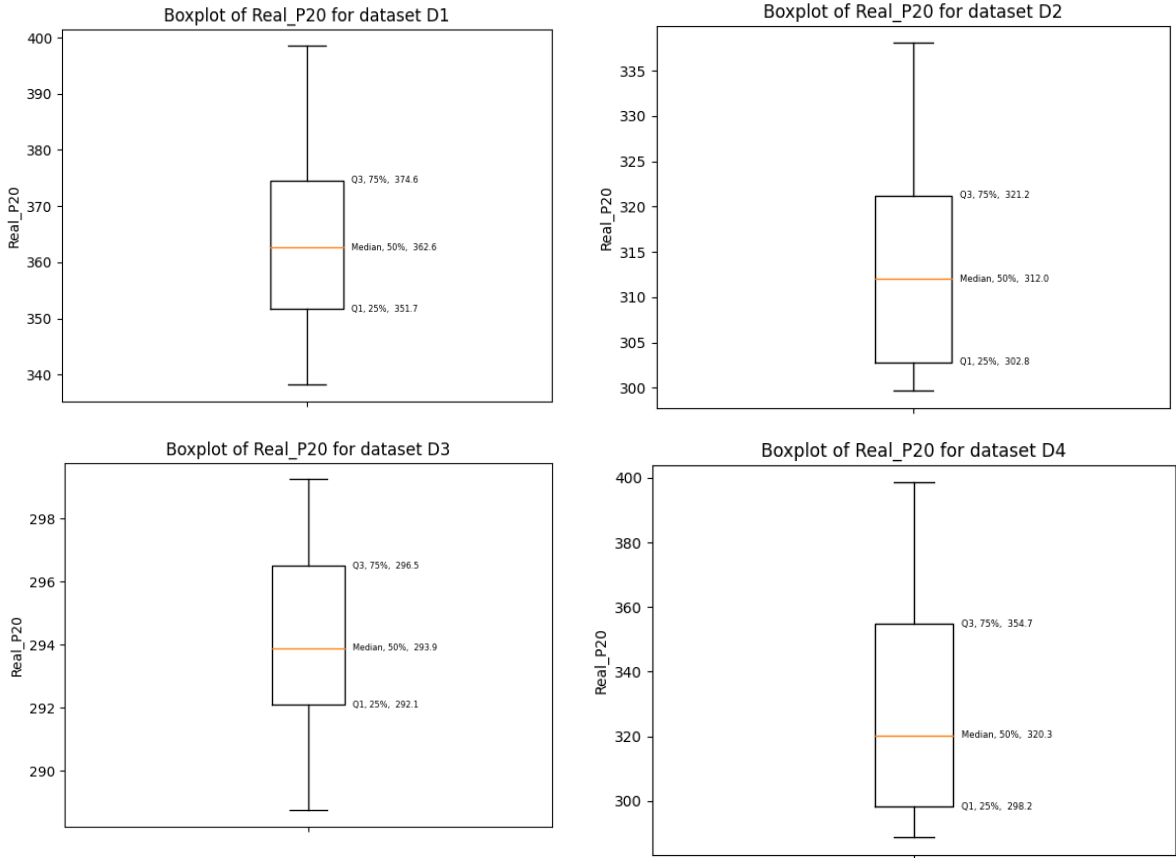 Boxplot of Real_P20 for dataset D1
400
390
380
370
360
350
340
Real_P20
Q3, 75%,  374.6
Median, 50%,  362.6
Q1, 25%,  351.7
Boxplot of Real_P20 for dataset D2
335
330
325
320
315
310
305
300
Real_P20
Q3, 75%,  321.2
Median, 50%,  312.0
Q1, 25%,  302.8
Boxplot of Real_P20 for dataset D3
298
296
294
292
290
Real_P20
Q3, 75%,  296.5
Median, 50%,  293.9
Q1, 25%,  292.1
Boxplot of Real_P20 for dataset D4
400
380
360
340
320
300
Real_P20
Q3, 75%,  354.7
Median, 50%,  320.3
Q1, 25%,  298.2